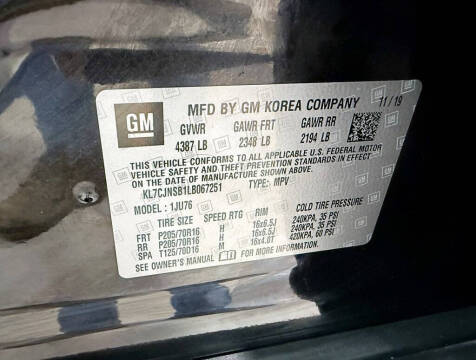 GM
MFD BY GM KOREA COMPANY 11/19
GVWR GAWR FRT GAWR RR
4387 LB 2348 LB 2194 LB
THIS VEHICLE CONFORMS TO ALL APPLICABLE U.S. FEDERAL MOTOR
VEHICLE SAFETY AND THEFT PREVENTION STANDARDS IN EFFECT
ON THE DATE OF MANUFACTURE SHOWN ABOVE.
KL7CJNSB1LB067251 TYPE: MPV
MODEL: 1JU76
TIRE SIZE SPEED RTG RIM COLD TIRE PRESSURE
FRT P205/70R16 H 16x6.5J 240KPA, 35 PSI
RR P205/70R16 H 16x6.5J 240KPA, 35 PSI
SPA T125/70D16 M 16x4.0T 420KPA, 60 PSI
SEE OWNER'S MANUAL FOR MORE INFORMATION.